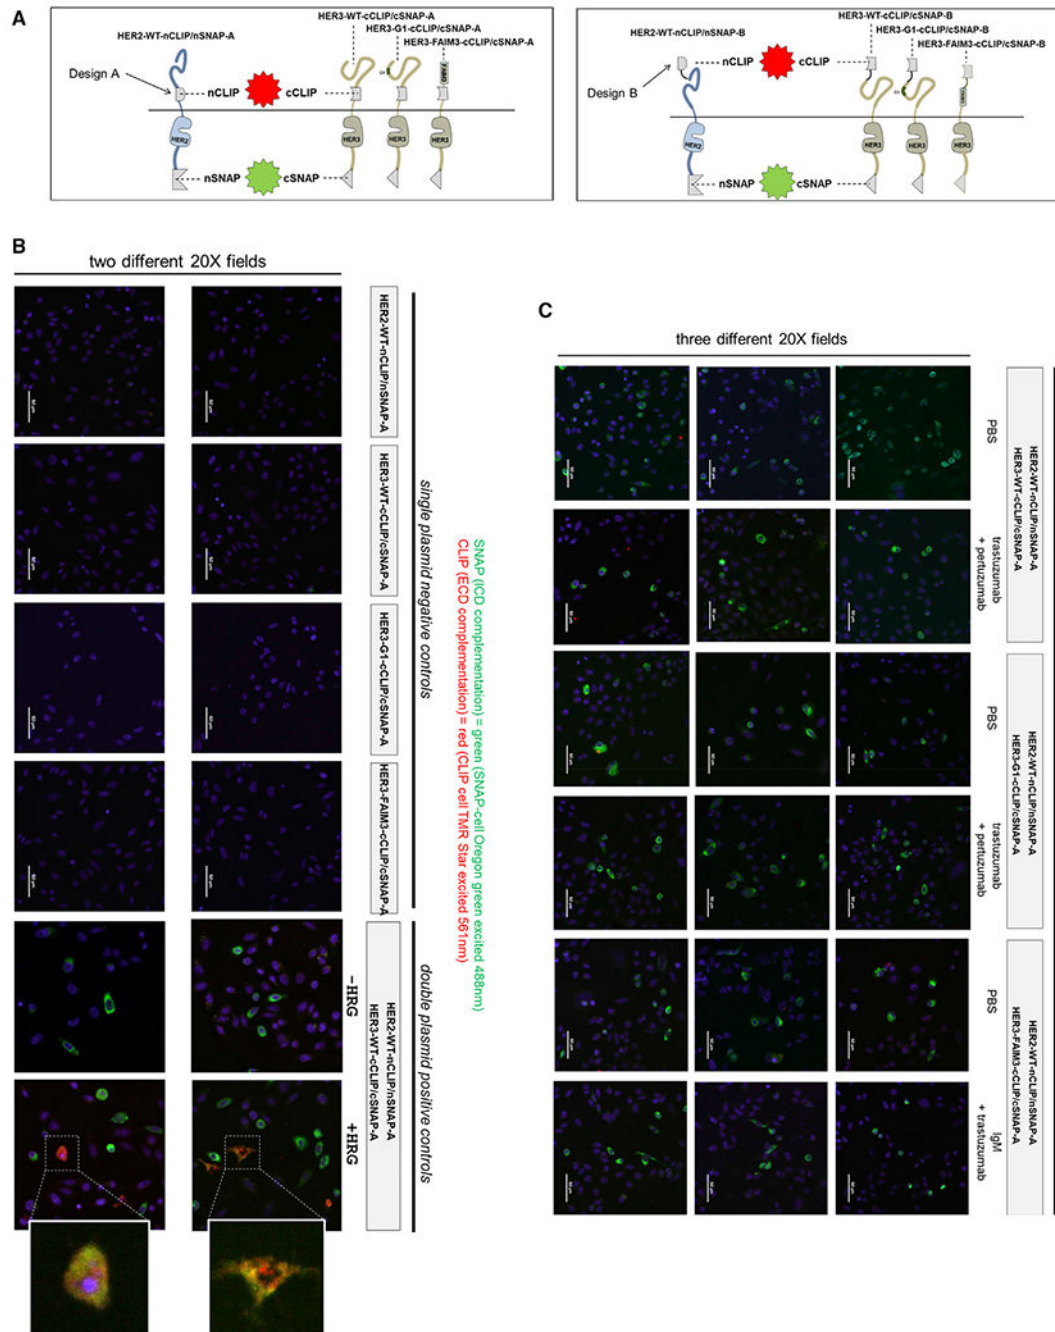 A
HER2-WT-nCLIP/nSNAP-A
HER3-WT-cCLIP/cSNAP-A
HER3-G1-cCLIP/cSNAP-A
HER3-FAIM3-cCLIP/cSNAP-A
Design A
nCLIP
cCLIP
G1
FAIM3
HER2
HER3
HER3
HER3
nSNAP
cSNAP
HER2-WT-nCLIP/nSNAP-B
HER3-WT-cCLIP/cSNAP-B
HER3-G1-cCLIP/cSNAP-B
HER3-FAIM3-cCLIP/cSNAP-B
Design B
nCLIP
cCLIP
G1
FAIM3
HER2
HER3
HER3
HER3
nSNAP
cSNAP
B
two different 20X fields
HER2-WT-nCLIP/nSNAP-A
HER3-WT-cCLIP/cSNAP-A
HER3-G1-cCLIP/cSNAP-A
HER3-FAIM3-cCLIP/cSNAP-A
single plasmid negative controls
-HRG
+HRG
HER2-WT-nCLIP/nSNAP-A
HER3-WT-cCLIP/cSNAP-A
double plasmid positive controls
SNAP (ICD complementation) = green (SNAP-cell Oregon green excited 488nm)
CLIP (ECD complementation) = red (CLIP cell TMR Star excited 561nm)
C
three different 20X fields
PBS
trastuzumab
+ pertuzumab
HER2-WT-nCLIP/nSNAP-A
HER3-WT-cCLIP/cSNAP-A
PBS
trastuzumab
+ pertuzumab
HER2-WT-nCLIP/nSNAP-A
HER3-G1-cCLIP/cSNAP-A
PBS
IgM
+ trastuzumab
HER2-WT-nCLIP/nSNAP-A
HER3-FAIM3-cCLIP/cSNAP-A